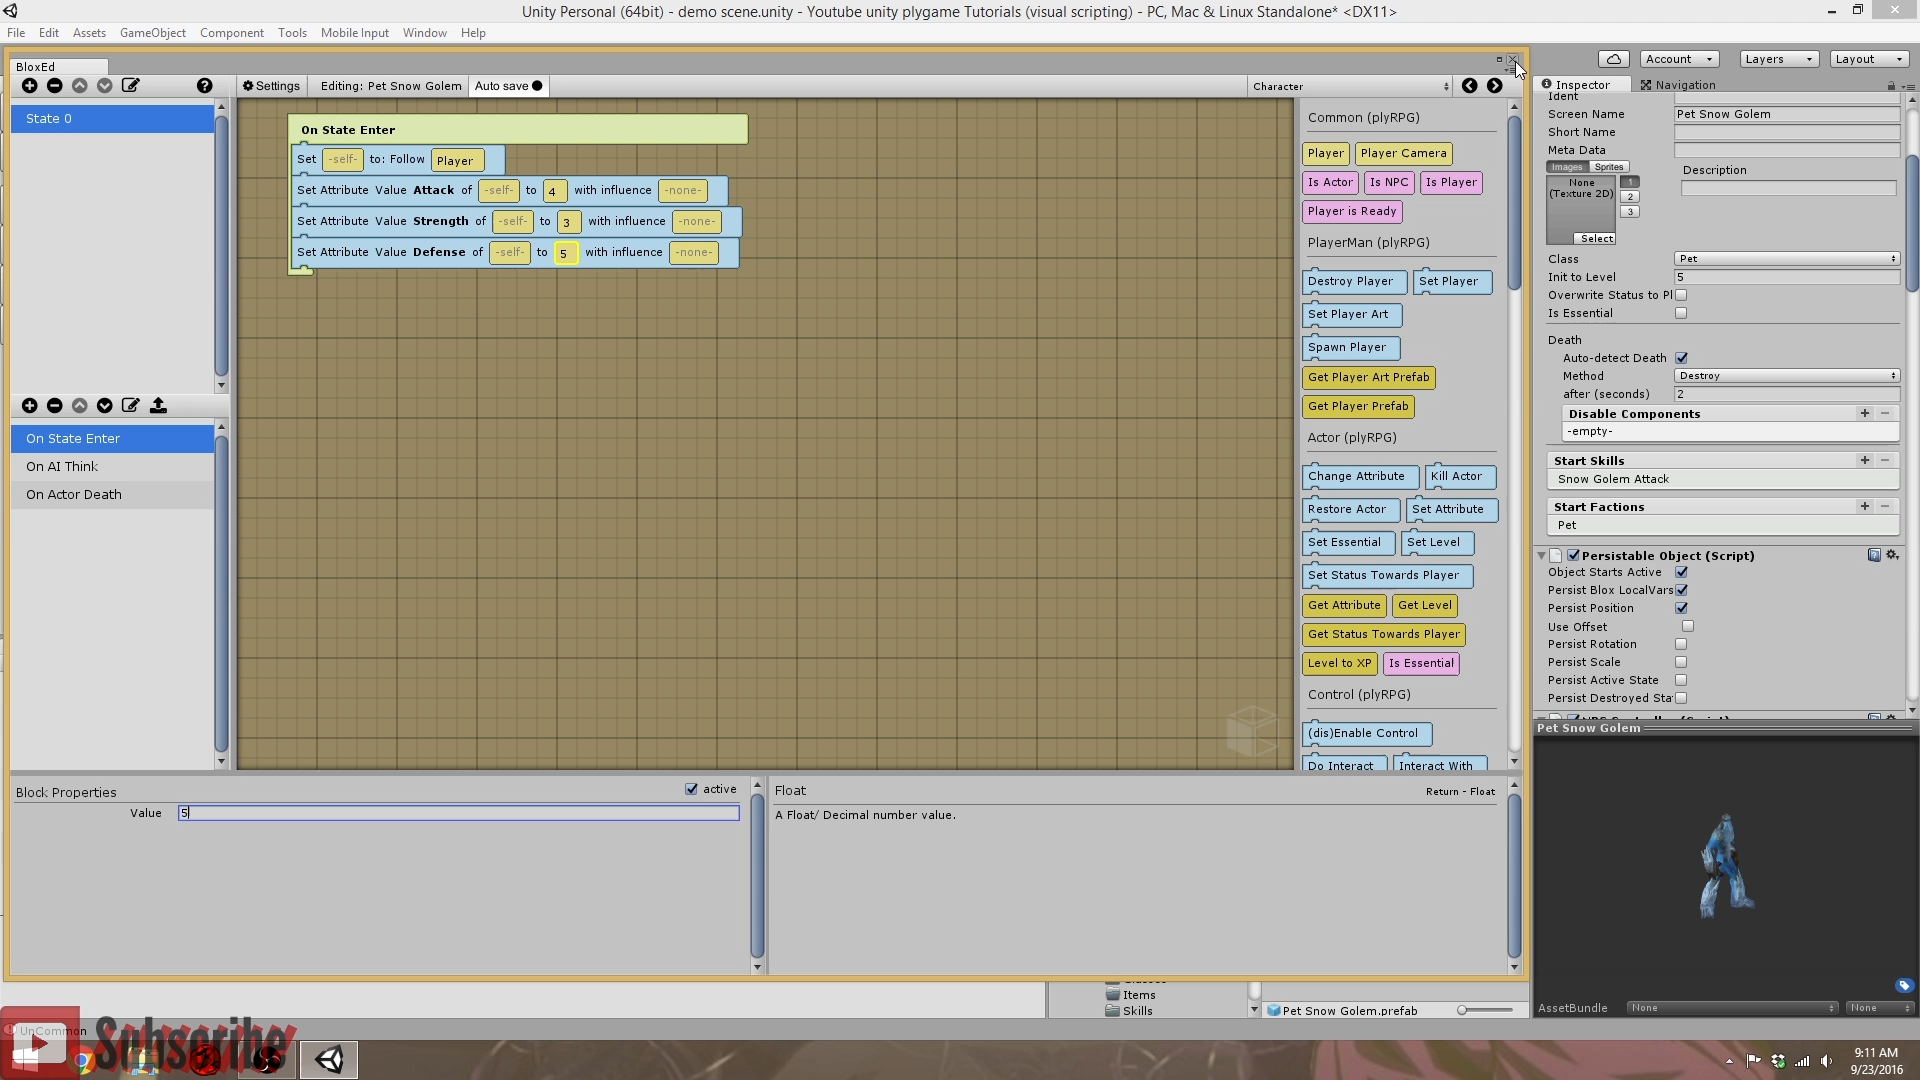 Unity Personal (64bit) - demo scene.unity - Youtube unity plygame Tutorials (visual scripting) - PC, Mac & Linux Standalone* <DX11>
File Edit Assets GameObject Component Tools Mobile Input Window Help
BloxEd
Account Layers Layout
Settings Editing: Pet Snow Golem Auto save Character
Inspector Navigation
State 0
On State Enter
Set -self- to: Follow Player
Set Attribute Value Attack of -self- to 4 with influence -none-
Set Attribute Value Strength of -self- to 3 with influence -none-
Set Attribute Value Defense of -self- to 5 with influence -none-
On State Enter
On AI Think
On Actor Death
Common (plyRPG)
Player Player Camera
Is Actor Is NPC Is Player
Player is Ready
PlayerMan (plyRPG)
Destroy Player Set Player
Set Player Art
Spawn Player
Get Player Art Prefab
Get Player Prefab
Actor (plyRPG)
Change Attribute Kill Actor
Restore Actor Set Attribute
Set Essential Set Level
Set Status Towards Player
Get Attribute Get Level
Get Status Towards Player
Level to XP Is Essential
Control (plyRPG)
(dis)Enable Control
Do Interact Interact With
Ident
Screen Name Pet Snow Golem
Short Name
Meta Data
Images Sprites
Description
None
(Texture 2D)
1
2
3
Select
Class Pet
Init to Level 5
Overwrite Status to Pl
Is Essential
Death
Auto-detect Death
Method Destroy
after (seconds) 2
Disable Components + -
-empty-
Start Skills + -
Snow Golem Attack
Start Factions + -
Pet
Persistable Object (Script)
Object Starts Active
Persist Blox LocalVars
Persist Position
Use Offset
Persist Rotation
Persist Scale
Persist Active State
Persist Destroyed Sta
Pet Snow Golem
Block Properties active
Value 5
Float Return - Float
A Float/ Decimal number value.
Items
Skills
Pet Snow Golem.prefab
AssetBundle None None
UnCommon
Subscribe
9:11 AM
9/23/2016